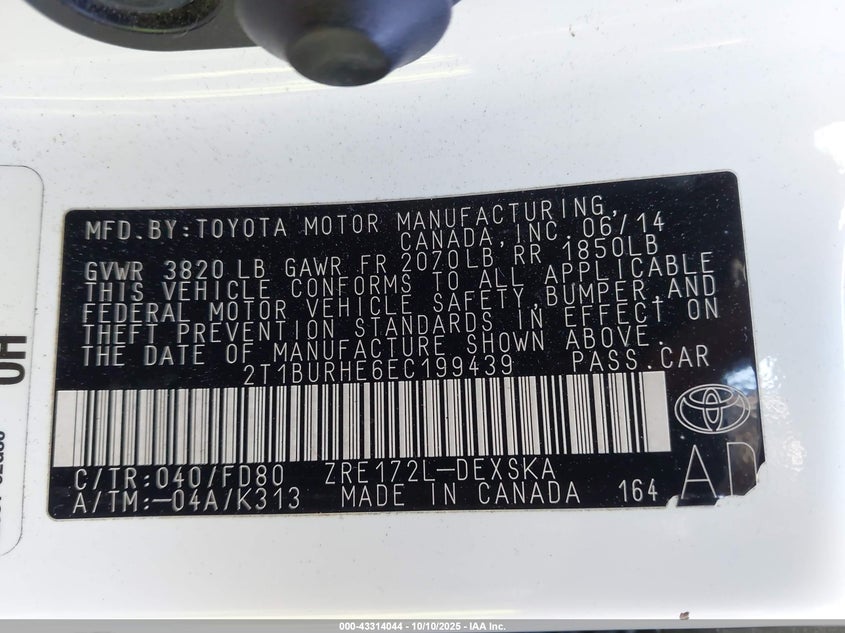 MFD.BY:TOYOTA MOTOR MANUFACTURING,
CANADA,INC. 06/14
GVWR 3820 LB GAWR FR 2070LB RR 1850LB
THIS VEHICLE CONFORMS TO ALL APPLICABLE
FEDERAL MOTOR VEHICLE SAFETY,BUMPER,AND
THEFT PREVENTION STANDARDS IN EFFECT ON
THE DATE OF MANUFACTURE SHOWN ABOVE.
2T1BURHE6EC199439 PASS.CAR
C/TR:040/FD80 ZRE172L-DEXSKA
A/TM:-04A/K313 MADE IN CANADA 164
AD
HO
000-43314044 - 10/10/2025 - IAA Inc.